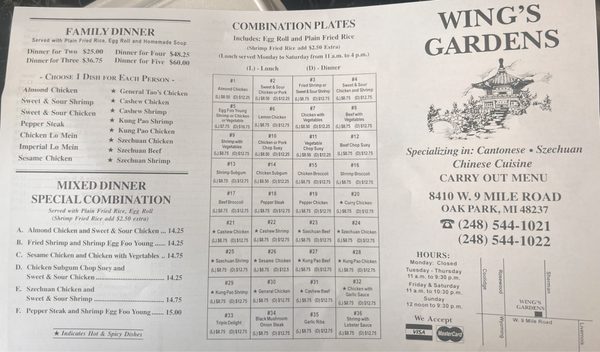 FAMILY DINNER
Served with Plain Fried Rice, Egg Roll and Homemade Soup
Dinner for Two $25.00 Dinner for Four $48.25
Dinner for Three $36.75 Dinner for Five $60.00
- CHOOSE 1 DISH FOR EACH PERSON -
Almond Chicken ★ General Tao's Chicken
Sweet & Sour Shrimp ★ Cashew Chicken
Sweet & Sour Chicken ★ Cashew Shrimp
Pepper Steak ★ Kung Pao Shrimp
Chicken Lo Mein ★ Kung Pao Chicken
Imperial Lo Mein ★ Szechuan Chicken
Sesame Chicken ★ Szechuan Beef
★ Szechuan Shrimp
MIXED DINNER
SPECIAL COMBINATION
Served with Plain Fried Rice, Egg Roll
(Shrimp Fried Rice add $2.50 extra)
A. Almond Chicken and Sweet & Sour Chicken ... 14.25
B. Fried Shrimp and Shrimp Egg Foo Young ..... 14.25
C. Sesame Chicken and Chicken with Vegetables .. 14.75
D. Chicken Subgum Chop Suey and
Sweet & Sour Chicken ..................... 14.25
E. Szechuan Chicken and
Sweet & Sour Shrimp ..................... 14.75
F. Pepper Steak and Shrimp Egg Foo Young ..... 15.00
★ Indicates Hot & Spicy Dishes
COMBINATION PLATES
Includes: Egg Roll and Plain Fried Rice
(Shrimp Fried Rice add $2.50 Extra)
(Lunch served Monday to Saturday from 11 a.m. to 4 p.m.)
(L) - Lunch (D) - Dinner
#1 #2 #3 #4
Almond Chicken Sweet & Sour Chicken or Pork Fried Shrimp or Sweet & Sour Shrimp Sweet & Sour Chicken and Shrimp
#5 #6 #7 #8
Egg Foo Young Shrimp or Chicken or Vegetable Lemon Chicken Chicken with Vegetables Beef with Vegetables
#9 #10 #11 #12
Shrimp with Vegetables Chicken or Pork Chop Suey Vegetable Chop Suey Beef Chop Suey
#13 #14 #15 #16
Shrimp Subgum Chicken Subgum Chicken Broccoli Shrimp Broccoli
#17 #18 #19 #20
Beef Broccoli Pepper Steak Pepper Chicken ★ Curry Chicken
#21 #22 #23 #24
★ Cashew Chicken ★ Cashew Shrimp ★ Szechuan Beef ★ Szechuan Chicken
#25 #26 #27 #28
★ Szechuan Shrimp ★ Sesame Chicken ★ Kung Pao Beef ★ Kung Pao Chicken
#29 #30 #31 #32
★ Kung Pao Shrimp ★ General Chicken ★ Cashew Beef ★ Chicken with Garlic Sauce
#33 #34 #35 #36
Triple Delight Black Mushroom Onion Steak Garlic Ribs Shrimp with Lobster Sauce
WING'S
GARDENS
Specializing in: Cantonese • Szechuan
Chinese Cuisine
CARRY OUT MENU
8410 W. 9 MILE ROAD
OAK PARK, MI 48237
☎ (248) 544-1021
(248) 544-1022
HOURS:
Monday: Closed
Tuesday - Thursday
11 a.m. to 9:30 p.m.
Friday & Saturday
11 a.m. to 10:30 p.m.
Sunday
12 noon to 9:30 p.m.
We Accept
VISA MasterCard
Coolidge
Rosewood
Sherman
WING'S
GARDENS
W. 9 Mile Road
Wyoming
Livernois